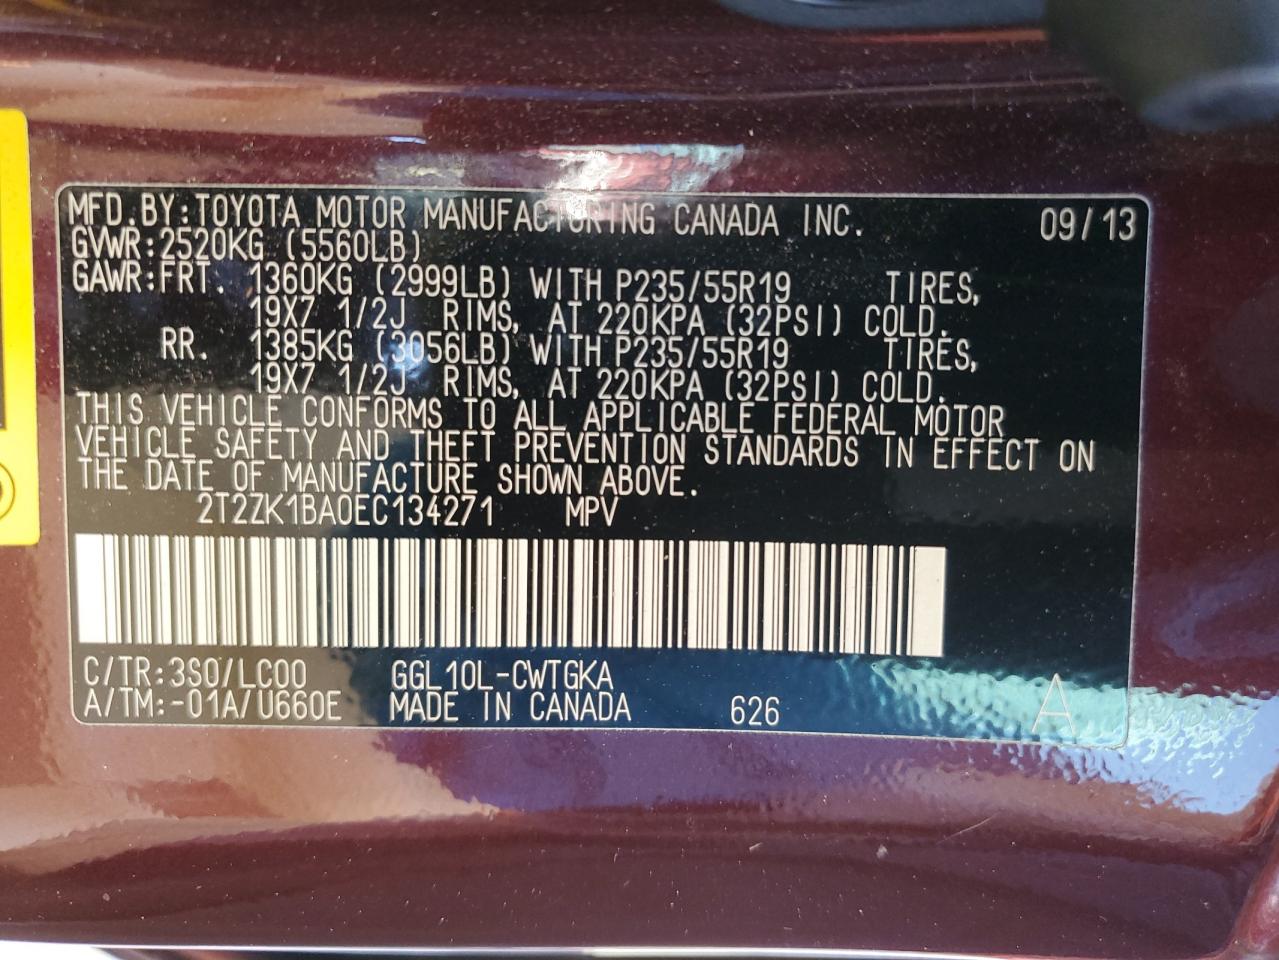 MFD.BY:TOYOTA MOTOR MANUFACTURING CANADA INC. 09/13
GVWR:2520KG (5560LB)
GAWR:FRT. 1360KG (2999LB) WITH P235/55R19 TIRES,
19X7 1/2J RIMS, AT 220KPA (32PSI) COLD.
RR. 1385KG (3056LB) WITH P235/55R19 TIRES,
19X7 1/2J RIMS, AT 220KPA (32PSI) COLD.
THIS VEHICLE CONFORMS TO ALL APPLICABLE FEDERAL MOTOR
VEHICLE SAFETY AND THEFT PREVENTION STANDARDS IN EFFECT ON
THE DATE OF MANUFACTURE SHOWN ABOVE.
2T2ZK1BA0EC134271 MPV
C/TR:3S0/LC00 GGL10L-CWTGKA
A/TM:-01A/U660E MADE IN CANADA 626 A